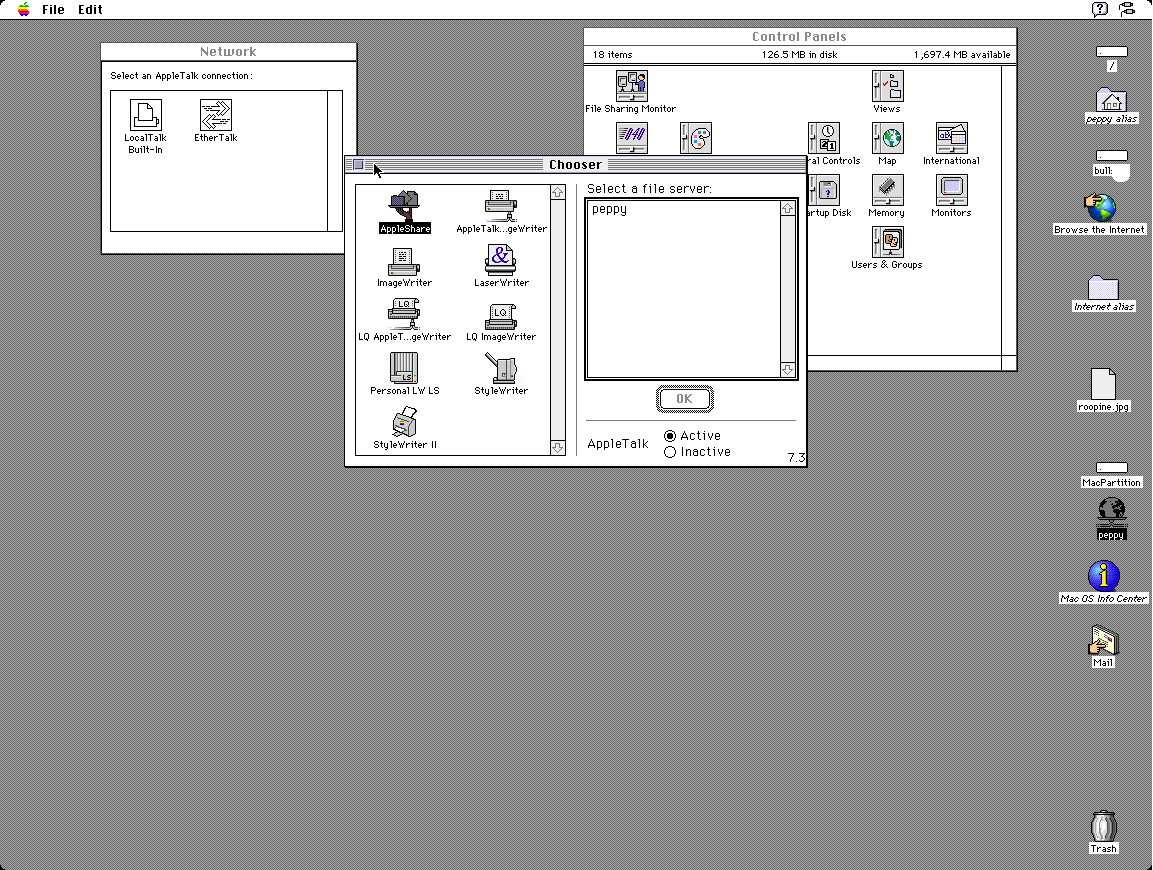 File Edit
Network
Select an AppleTalk connection:
LocalTalk
Built-In
EtherTalk
Control Panels
18 items 126.5 MB in disk 1,697.4 MB available
File Sharing Monitor
Views
ral Controls
Map
International
artup Disk
Memory
Monitors
Users & Groups
Chooser
AppleShare
AppleTalk...geWriter
ImageWriter
&
LaserWriter
LQ
LQ AppleT...geWriter
LQ
LQ ImageWriter
LS
Personal LW LS
StyleWriter
StyleWriter II
Select a file server:
peppy
OK
AppleTalk
Active
Inactive
7.3
/
peppy alias
bull:
Browse the Internet
Internet alias
roopine.jpg
MacPartition
peppy
Mac OS Info Center
Mail
Trash